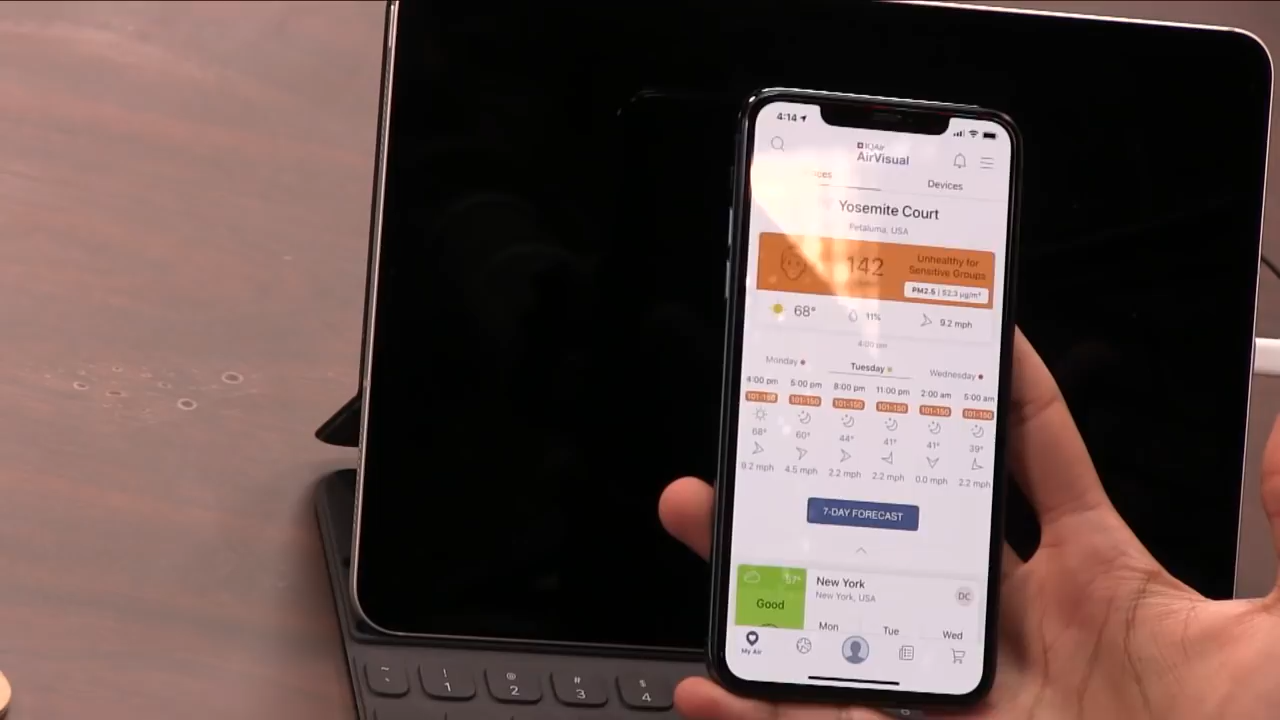 4:14
IQAir
AirVisual
Devices
Yosemite Court
Petaluma, USA
142
Unhealthy for
Sensitive Groups
PM2.5 | 52.3 µg/m³
68° 11% 9.2 mph
4:00 pm
Monday Tuesday Wednesday
4:00 pm 5:00 pm 8:00 pm 11:00 pm 2:00 am 5:00 am
101-150 101-150 101-150 101-150 101-150 101-150
68° 60° 44° 41° 41° 39°
9.2 mph 4.5 mph 2.2 mph 2.2 mph 0.0 mph 2.2 mph
7-DAY FORECAST
57° New York
New York, USA
DC
Good
Mon Tue Wed
My Air
~ ! @ # $
` 1 2 3 4